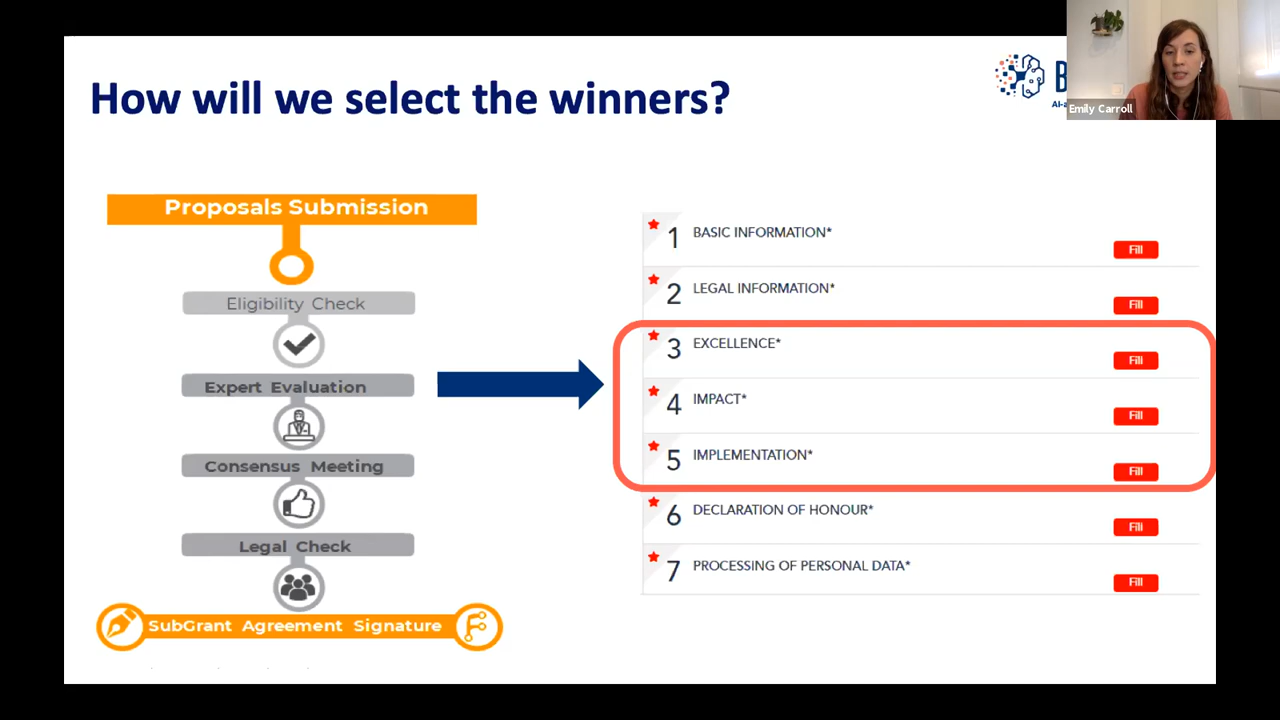 How will we select the winners?
Emily Carroll
Proposals Submission
Eligibility Check
Expert Evaluation
Consensus Meeting
Legal Check
SubGrant Agreement Signature
1 BASIC INFORMATION*
Fill
2 LEGAL INFORMATION*
Fill
3 EXCELLENCE*
Fill
4 IMPACT*
Fill
5 IMPLEMENTATION*
Fill
6 DECLARATION OF HONOUR*
Fill
7 PROCESSING OF PERSONAL DATA*
Fill